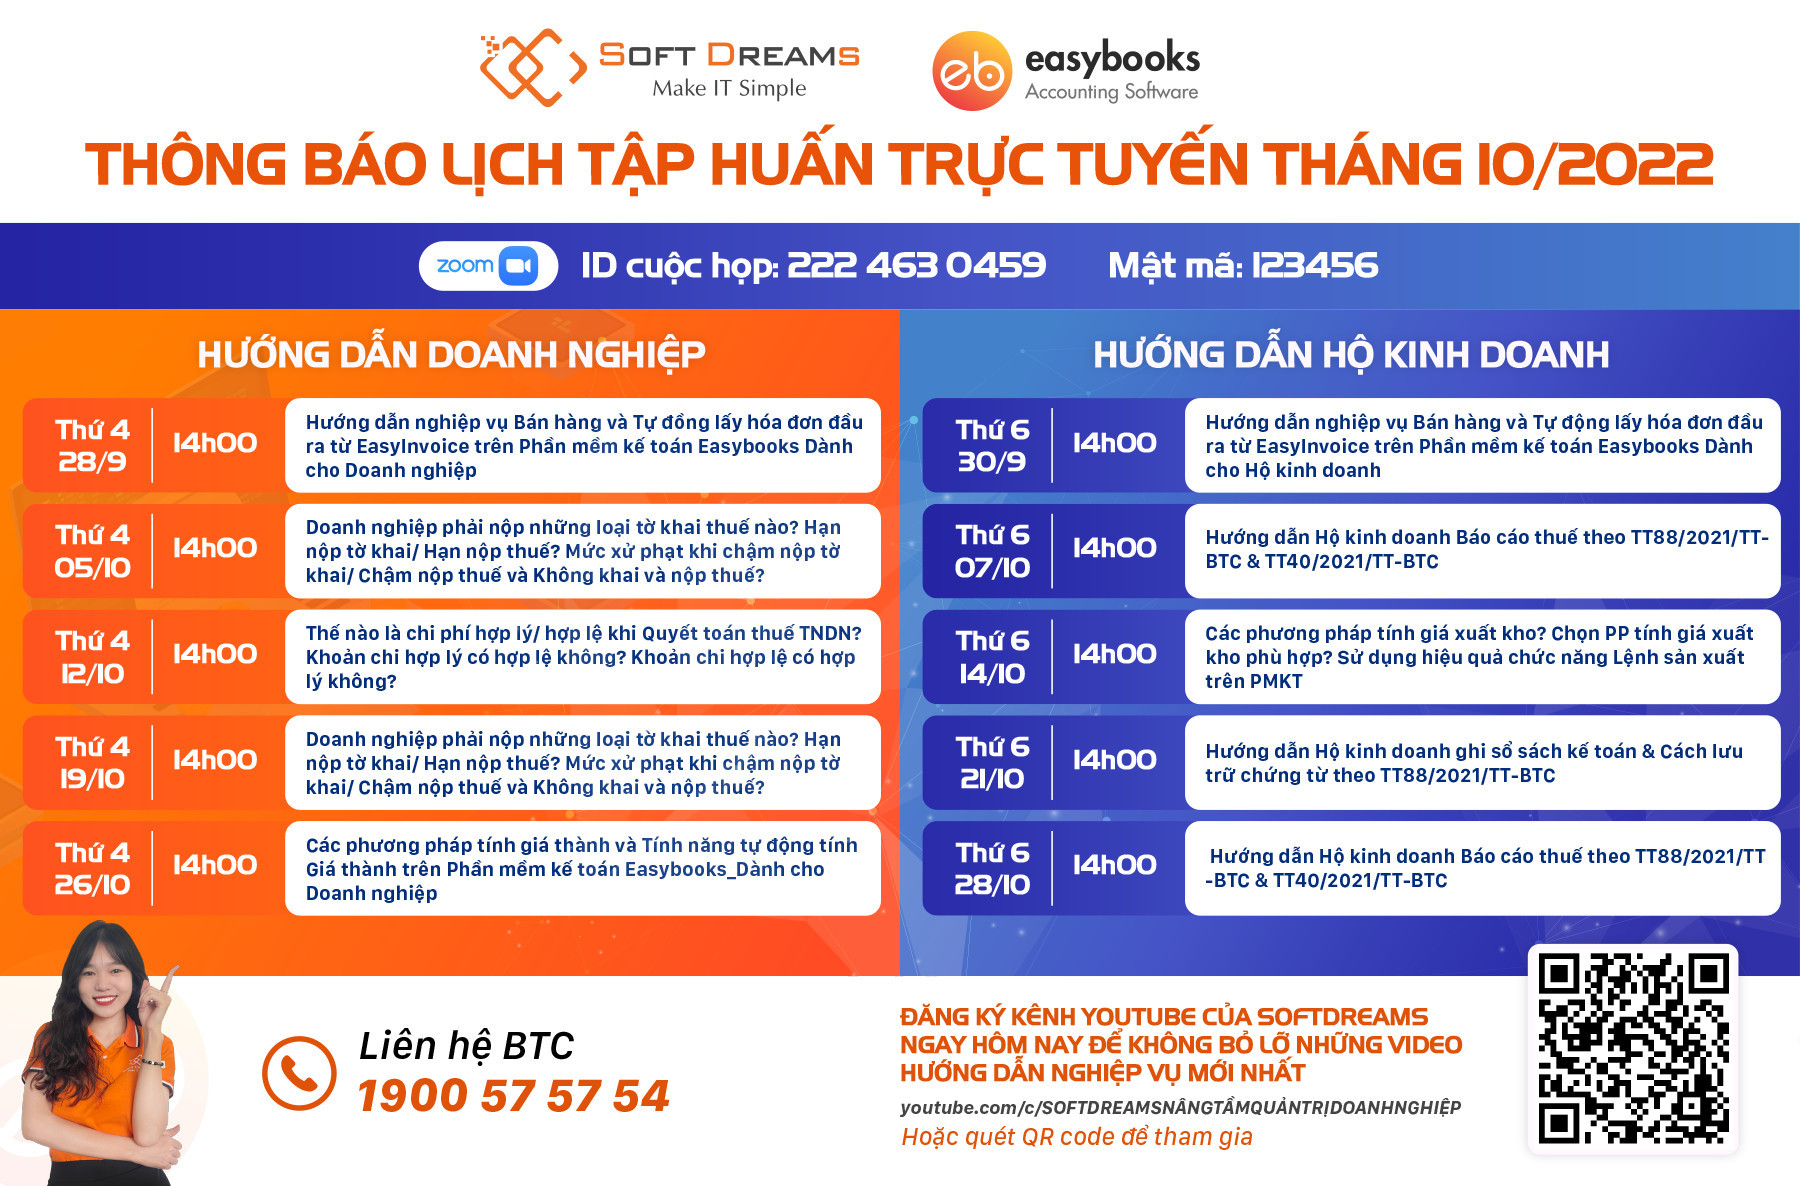 SOFT DREAMS
Make IT Simple
eb
easybooks
Accounting Software
THÔNG BÁO LỊCH TẬP HUẤN TRỰC TUYẾN THÁNG 10/2022
zoom
ID cuộc họp: 222 463 0459
Mật mã: 123456
HƯỚNG DẪN DOANH NGHIỆP
Thứ 4
28/9
14h00
Hướng dẫn nghiệp vụ Bán hàng và Tự đồng lấy hóa đơn đầu
ra từ EasyInvoice trên Phần mềm kế toán Easybooks Dành
cho Doanh nghiệp
Thứ 4
05/10
14h00
Doanh nghiệp phải nộp những loại tờ khai thuế nào? Hạn
nộp tờ khai/ Hạn nộp thuế? Mức xử phạt khi chậm nộp tờ
khai/ Chậm nộp thuế và Không khai và nộp thuế?
Thứ 4
12/10
14h00
Thế nào là chi phí hợp lý/ hợp lệ khi Quyết toán thuế TNDN?
Khoản chi hợp lý có hợp lệ không? Khoản chi hợp lệ có hợp
lý không?
Thứ 4
19/10
14h00
Doanh nghiệp phải nộp những loại tờ khai thuế nào? Hạn
nộp tờ khai/ Hạn nộp thuế? Mức xử phạt khi chậm nộp tờ
khai/ Chậm nộp thuế và Không khai và nộp thuế?
Thứ 4
26/10
14h00
Các phương pháp tính giá thành và Tính năng tự động tính
Giá thành trên Phần mềm kế toán Easybooks_Dành cho
Doanh nghiệp
HƯỚNG DẪN HỘ KINH DOANH
Thứ 6
30/9
14h00
Hướng dẫn nghiệp vụ Bán hàng và Tự động lấy hóa đơn đầu
ra từ EasyInvoice trên Phần mềm kế toán Easybooks Dành
cho Hộ kinh doanh
Thứ 6
07/10
14h00
Hướng dẫn Hộ kinh doanh Báo cáo thuế theo TT88/2021/TT-
BTC & TT40/2021/TT-BTC
Thứ 6
14/10
14h00
Các phương pháp tính giá xuất kho? Chọn PP tính giá xuất
kho phù hợp? Sử dụng hiệu quả chức năng Lệnh sản xuất
trên PMKT
Thứ 6
21/10
14h00
Hướng dẫn Hộ kinh doanh ghi sổ sách kế toán & Cách lưu
trữ chứng từ theo TT88/2021/TT-BTC
Thứ 6
28/10
14h00
Hướng dẫn Hộ kinh doanh Báo cáo thuế theo TT88/2021/TT
-BTC & TT40/2021/TT-BTC
Liên hệ BTC
1900 57 57 54
ĐĂNG KÝ KÊNH YOUTUBE CỦA SOFTDREAMS
NGAY HÔM NAY ĐỂ KHÔNG BỎ LỠ NHỮNG VIDEO
HƯỚNG DẪN NGHIỆP VỤ MỚI NHẤT
youtube.com/c/SOFTDREAMSNÂNGTẦMQUẢNTRỊDOANHNGHIỆP
Hoặc quét QR code để tham gia